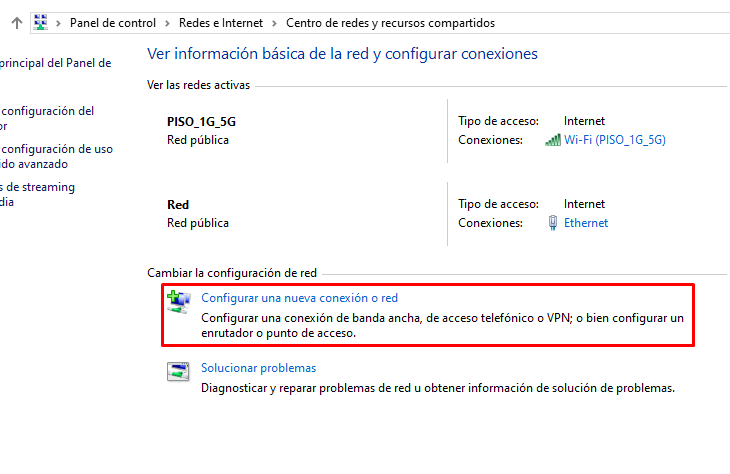 Panel de control > Redes e Internet > Centro de redes y recursos compartidos
principal del Panel de
configuración del
or
configuración de uso
ido avanzado
s de streaming
dia
Ver información básica de la red y configurar conexiones
Ver las redes activas
PISO_1G_5G
Red pública
Tipo de acceso: Internet
Conexiones: Wi-Fi (PISO_1G_5G)
Red
Red pública
Tipo de acceso: Internet
Conexiones: Ethernet
Cambiar la configuración de red
Configurar una nueva conexión o red
Configurar una conexión de banda ancha, de acceso telefónico o VPN; o bien configurar un
enrutador o punto de acceso.
Solucionar problemas
Diagnosticar y reparar problemas de red u obtener información de solución de problemas.